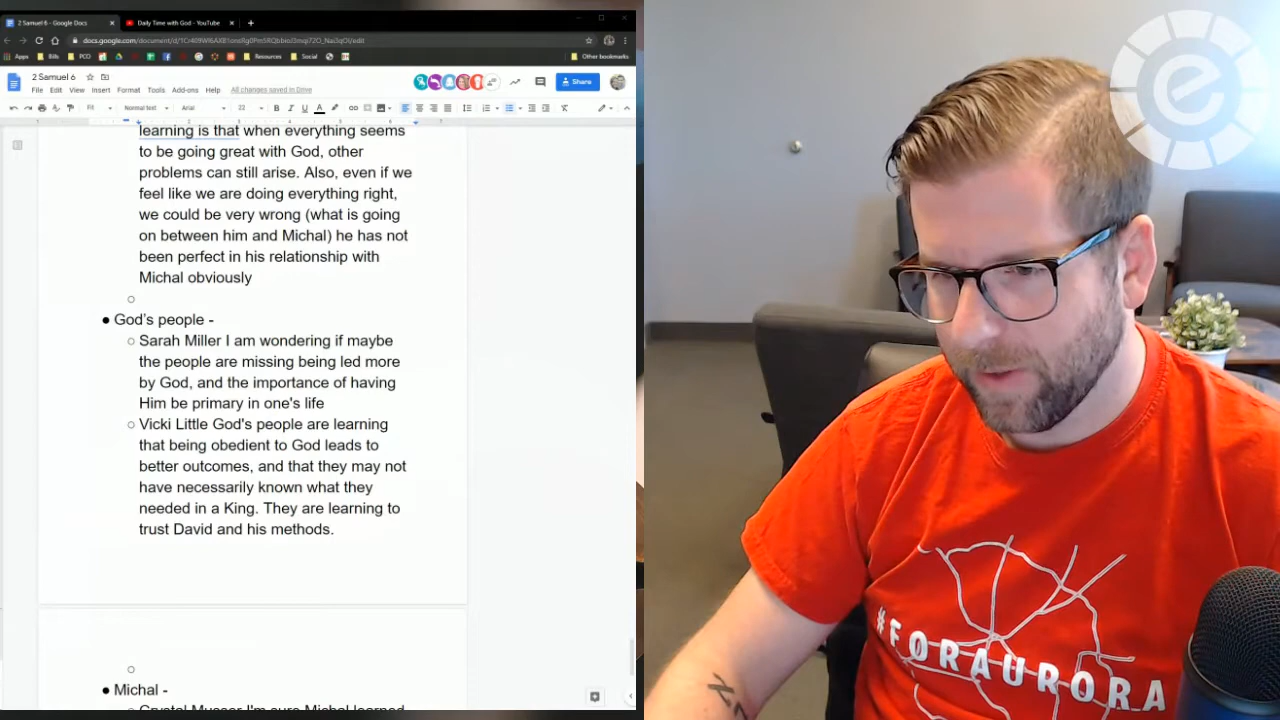 2 Samuel 6 - Google Docs
Daily Time with God - YouTube
Apps
Bills
PCO
Resources
Social
Other bookmarks
2 Samuel 6
File Edit View Insert Format Tools Add-ons Help All changes saved in Drive
Share
Fit
Normal text
Arial
22
learning is that when everything seems
to be going great with God, other
problems can still arise. Also, even if we
feel like we are doing everything right,
we could be very wrong (what is going
on between him and Michal) he has not
been perfect in his relationship with
Michal obviously
God's people -
Sarah Miller I am wondering if maybe
the people are missing being led more
by God, and the importance of having
Him be primary in one's life
Vicki Little God's people are learning
that being obedient to God leads to
better outcomes, and that they may not
have necessarily known what they
needed in a King. They are learning to
trust David and his methods.
Michal -
Crystal Musser I'm sure Michal learned
#FORAURORA